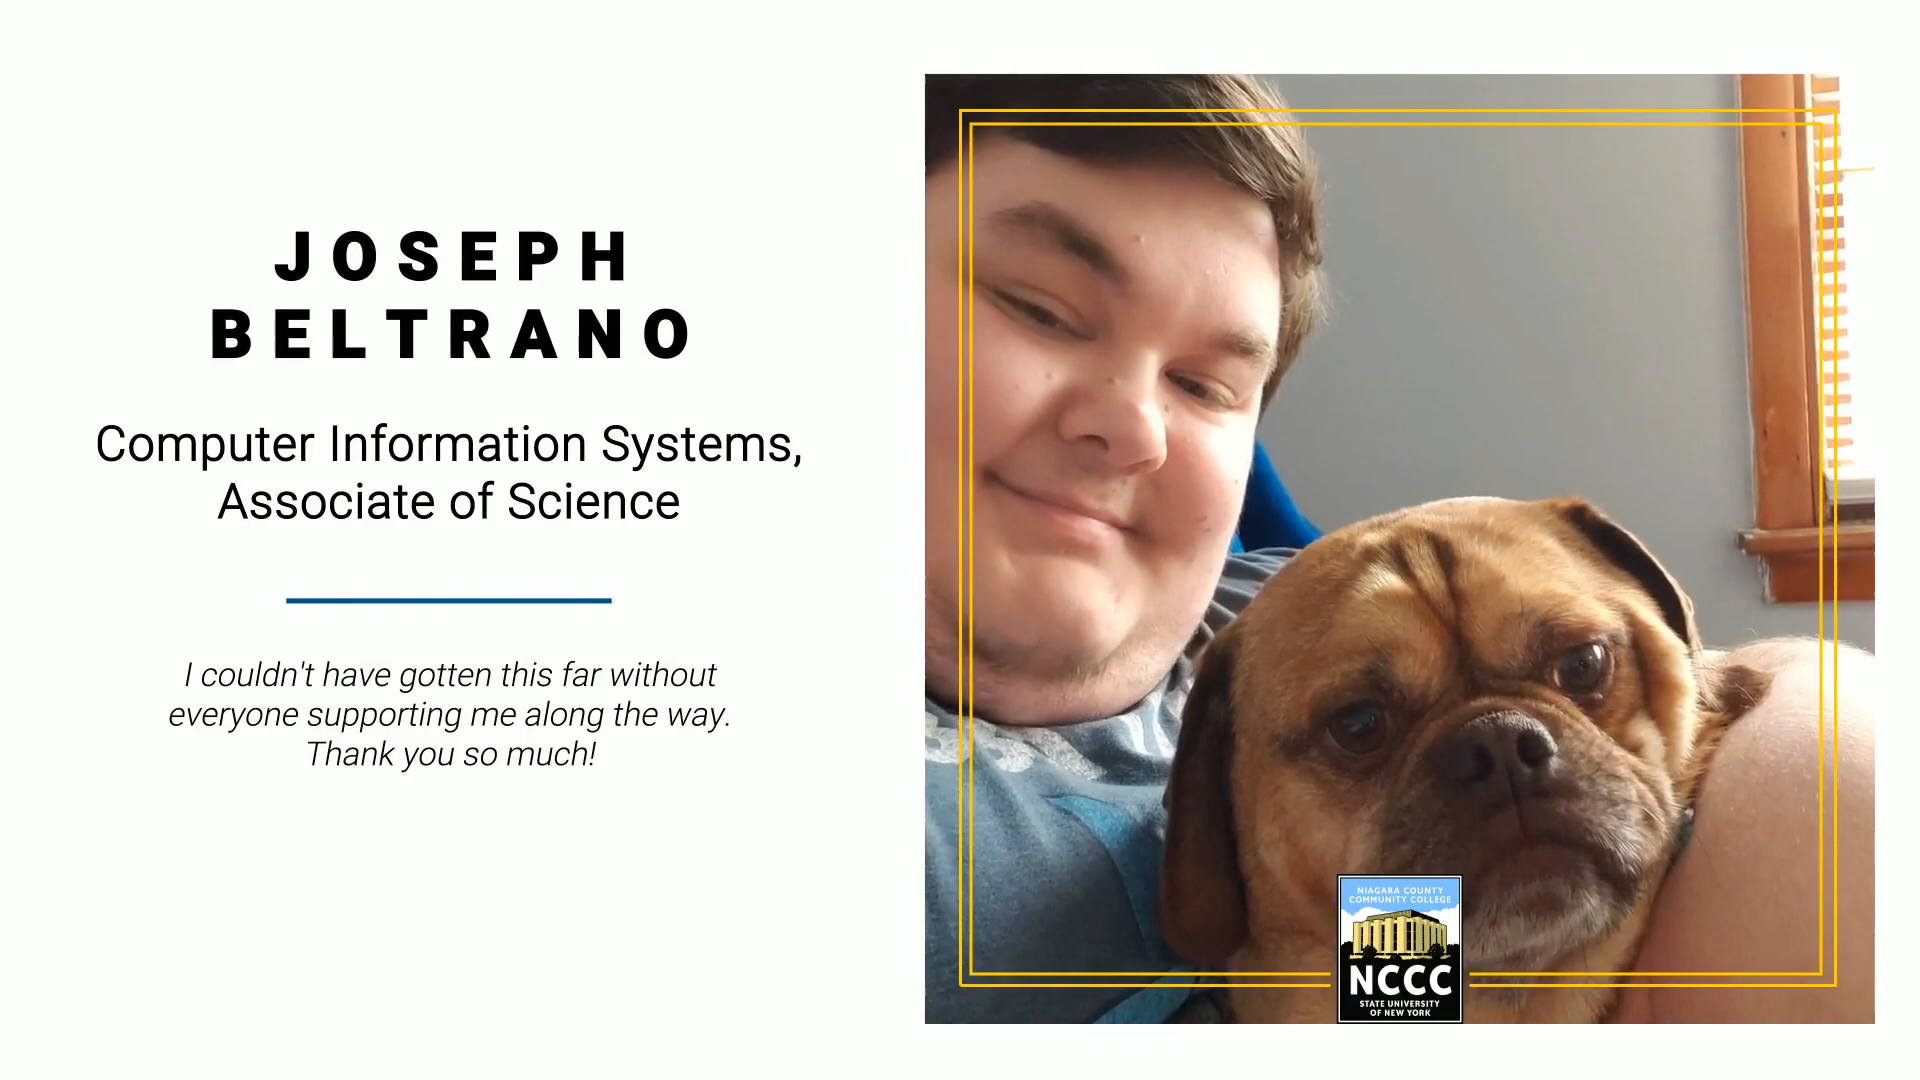 JOSEPH
BELTRANO
Computer Information Systems,
Associate of Science
I couldn't have gotten this far without
everyone supporting me along the way.
Thank you so much!
NIAGARA COUNTY
COMMUNITY COLLEGE
NCCC
STATE UNIVERSITY
OF NEW YORK